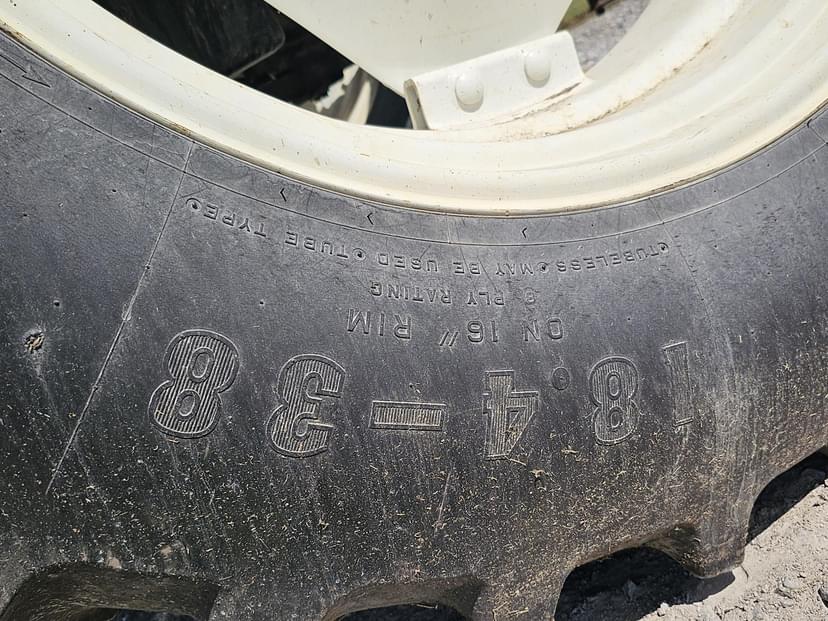 18.4-38
ON 16" RIM
PLY RATING
TUBELESS • MAY BE USED • TUBE TYPE